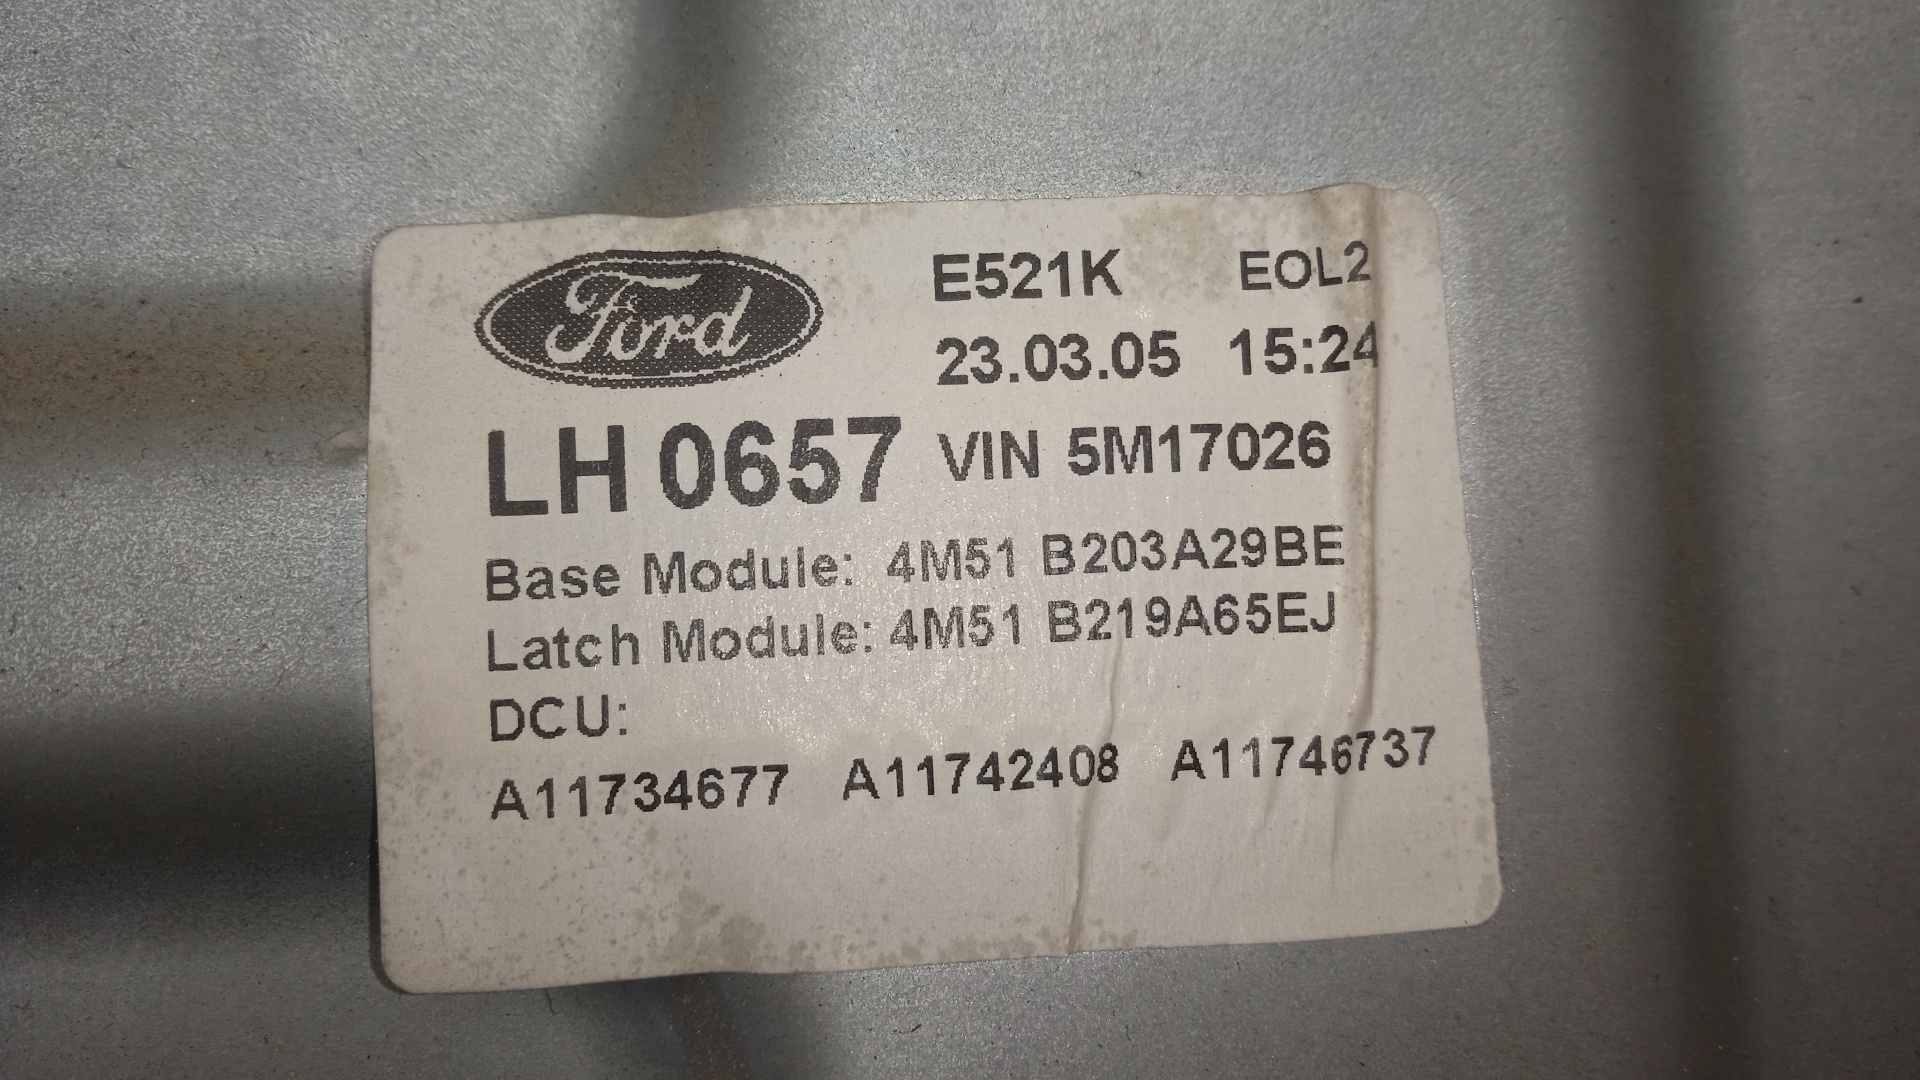 Ford
E521K EOL2
23.03.05 15:24
LH 0657 VIN 5M17026
Base Module: 4M51 B203A29BE
Latch Module: 4M51 B219A65EJ
DCU:
A11734677 A11742408 A11746737